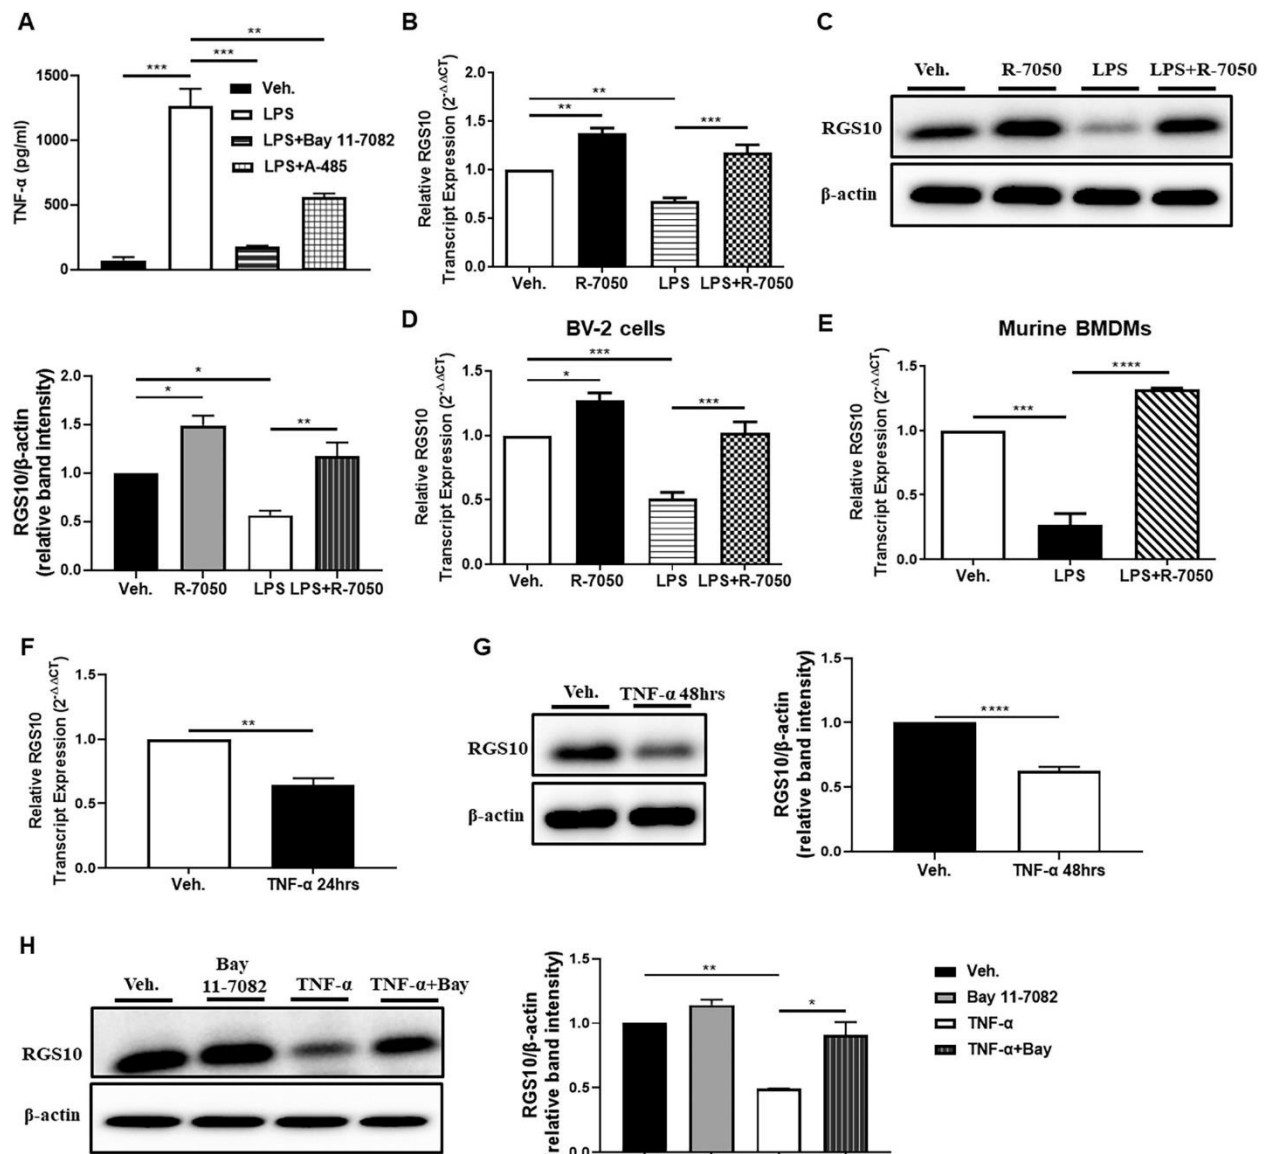 A
TNF-α (pg/ml)
1500
1000
500
0
***
***
**
Veh.
LPS
LPS+Bay 11-7082
LPS+A-485
B
Relative RGS10
Transcript Expression (2-ΔΔCT)
2.0
1.5
1.0
0.5
0.0
**
**
***
Veh. R-7050 LPS LPS+R-7050
C
Veh. R-7050 LPS LPS+R-7050
RGS10
β-actin
RGS10/β-actin
(relative band intensity)
2.0
1.5
1.0
0.5
0.0
*
*
**
Veh. R-7050 LPS LPS+R-7050
D
BV-2 cells
Relative RGS10
Transcript Expression (2-ΔΔCT)
1.5
1.0
0.5
0.0
***
*
***
Veh. R-7050 LPS LPS+R-7050
E
Murine BMDMs
Relative RGS10
Transcript Expression (2-ΔΔCT)
1.5
1.0
0.5
0.0
****
***
Veh. LPS LPS+R-7050
F
Relative RGS10
Transcript Expression (2-ΔΔCT)
1.5
1.0
0.5
0.0
**
Veh. TNF-α 24hrs
G
Veh. TNF-α 48hrs
RGS10
β-actin
RGS10/β-actin
(relative band intensity)
1.5
1.0
0.5
0.0
****
Veh. TNF-α 48hrs
H
Veh. Bay
11-7082 TNF-α TNF-α+Bay
RGS10
β-actin
RGS10/β-actin
relative band intensity)
1.5
1.0
0.5
0.0
**
*
Veh.
Bay 11-7082
TNF-α
TNF-α+Bay